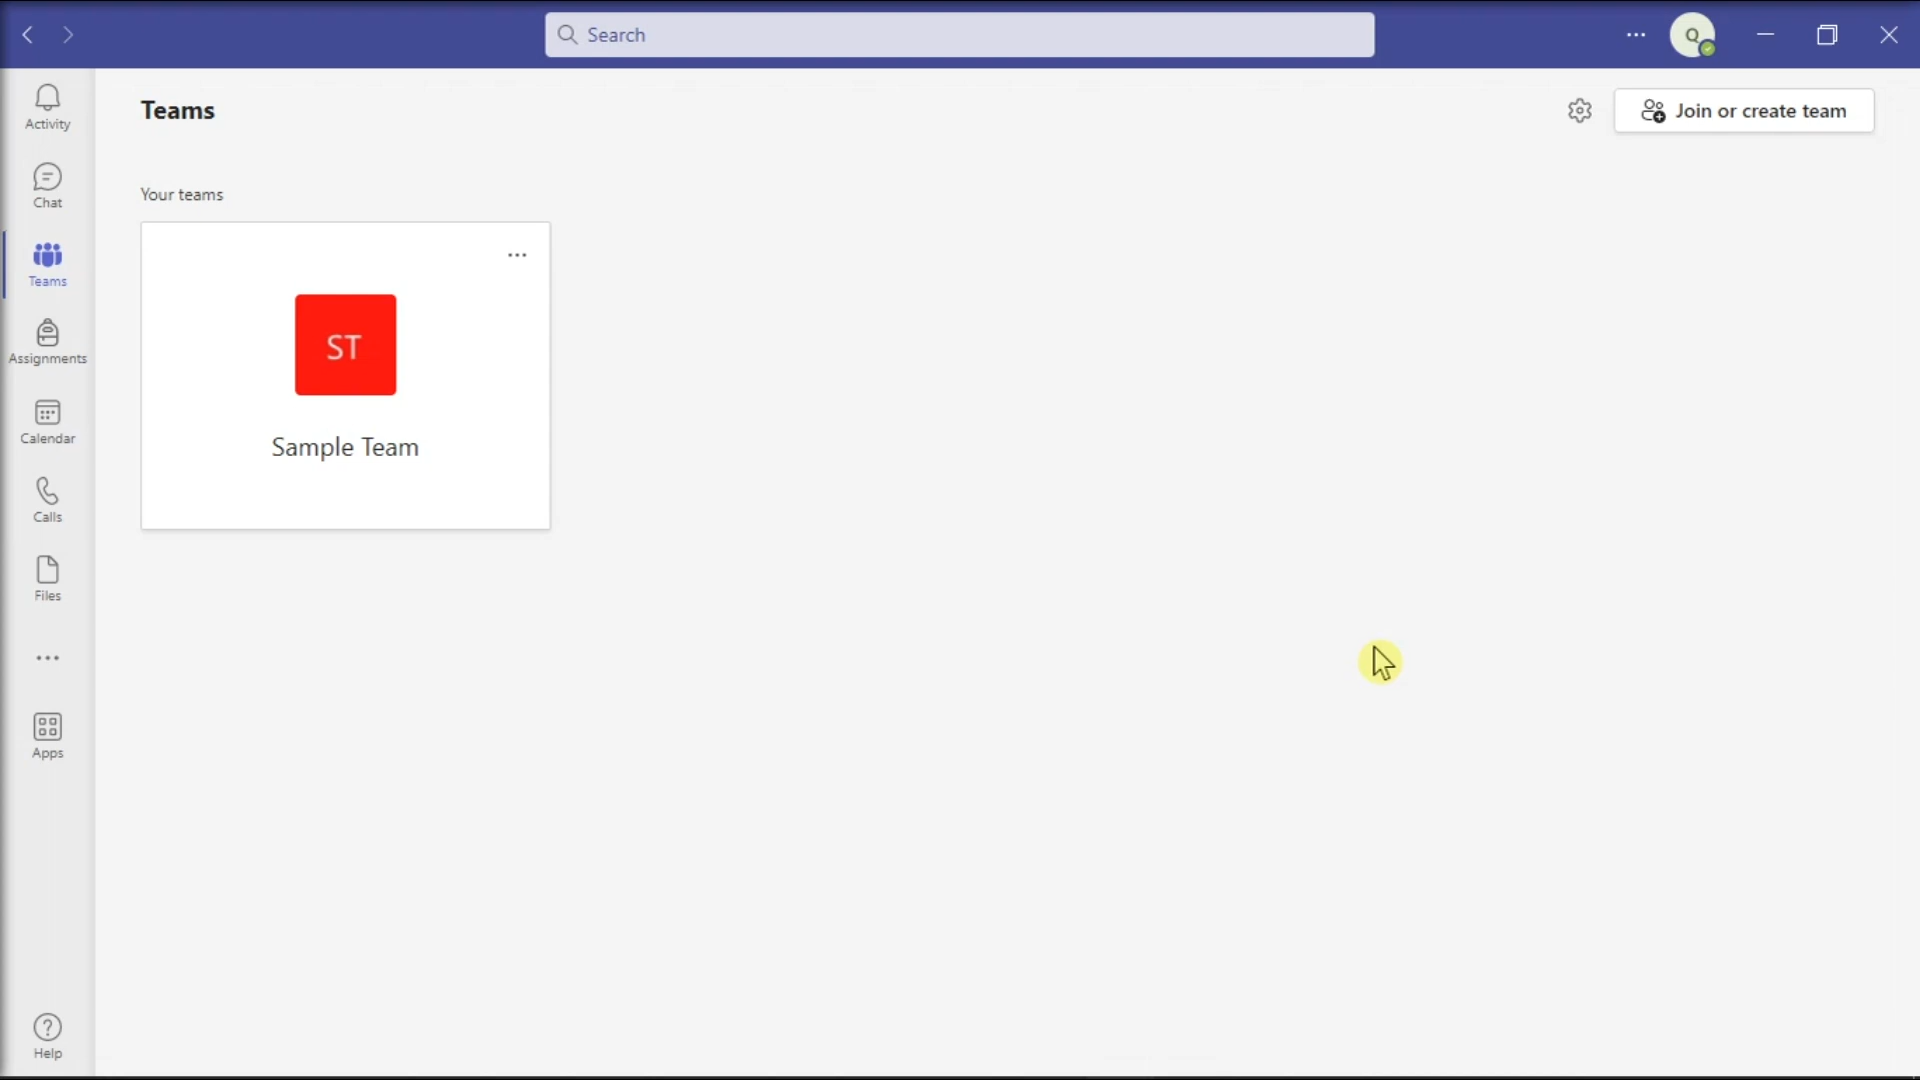 Search
Q
Activity
Chat
Teams
Assignments
Calendar
Calls
Files
Apps
Help
Teams
Join or create team
Your teams
ST
Sample Team